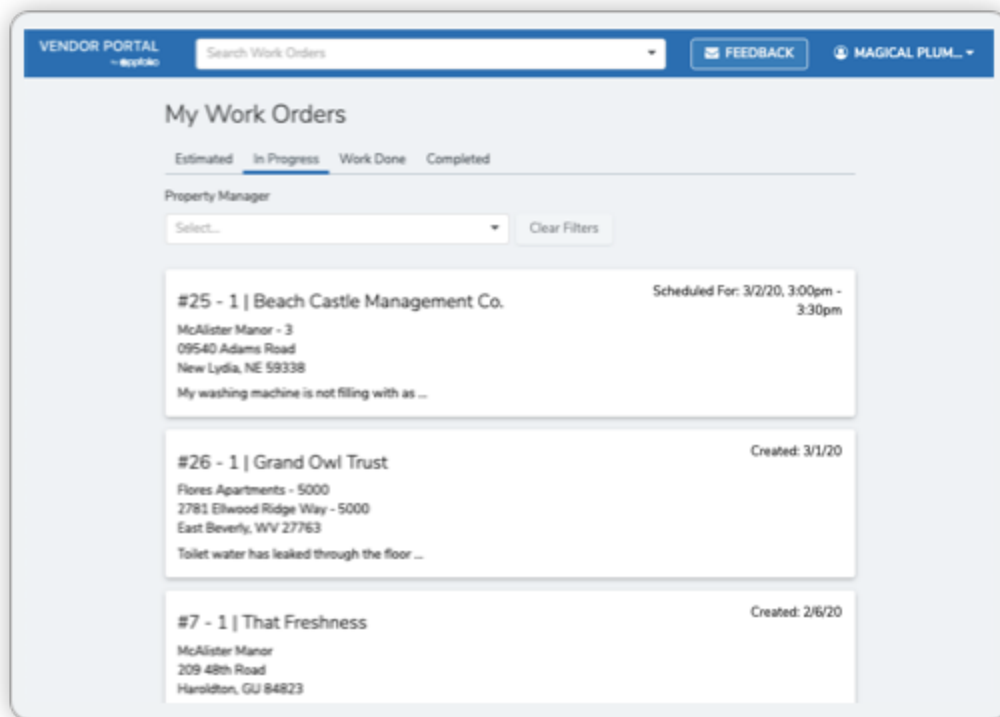 VENDOR PORTAL
by appfolio
Search Work Orders
FEEDBACK
MAGICAL PLUM...
My Work Orders
Estimated In Progress Work Done Completed
Property Manager
Select...
Clear Filters
#25 - 1 | Beach Castle Management Co.
Scheduled For: 3/2/20, 3:00pm -
3:30pm
McAlister Manor - 3
09540 Adams Road
New Lydia, NE 59338
My washing machine is not filling with as ...
#26 - 1 | Grand Owl Trust
Created: 3/1/20
Flores Apartments - 5000
2781 Ellwood Ridge Way - 5000
East Beverly, WV 27763
Toilet water has leaked through the floor ...
#7 - 1 | That Freshness
Created: 2/6/20
McAlister Manor
209 48th Road
Haroldton, GU 84823